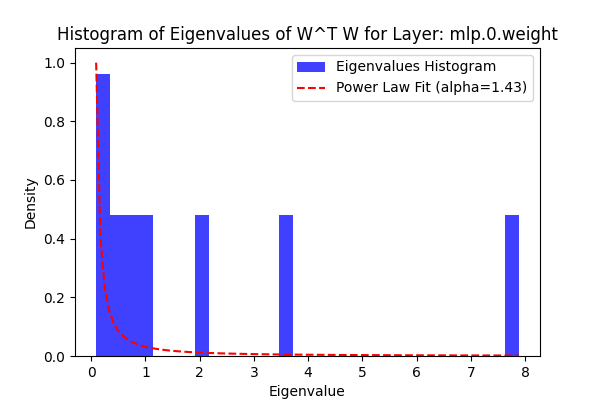 Histogram of Eigenvalues of W^T W for Layer: mlp.0.weight
Eigenvalues Histogram
Power Law Fit (alpha=1.43)
Density
1.0
0.8
0.6
0.4
0.2
0.0
0 1 2 3 4 5 6 7 8
Eigenvalue